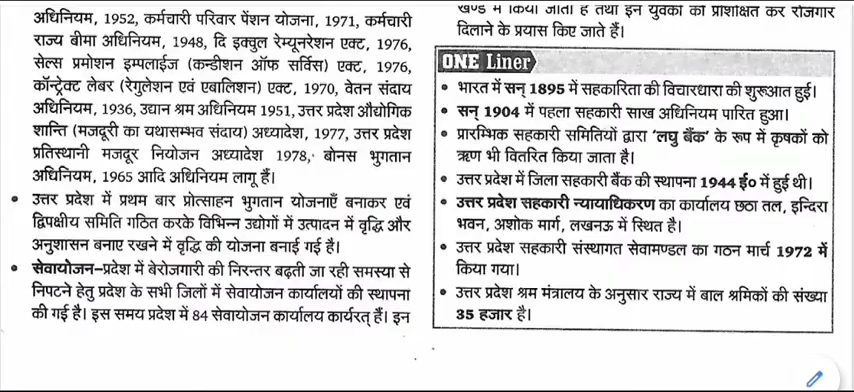 अधिनियम, 1952, कर्मचारी परिवार पेंशन योजना, 1971, कर्मचारी
राज्य बीमा अधिनियम, 1948, दि इक्वुल रेम्यूनरेशन एक्ट, 1976,
सेल्स प्रमोशन इम्पलाईज (कन्डीशन ऑफ सर्विस) एक्ट, 1976,
कॉन्ट्रेक्ट लेबर (रेगुलेशन एवं एबालिशन) एक्ट, 1970, वेतन संदाय
अधिनियम, 1936, उद्यान श्रम अधिनियम 1951, उत्तर प्रदेश औद्योगिक
शान्ति (मजदूरी का यथासम्भव संदाय) अध्यादेश, 1977, उत्तर प्रदेश
प्रतिस्थानी मजदूर नियोजन अध्यादेश 1978, बोनस भुगतान
अधिनियम, 1965 आदि अधिनियम लागू हैं।
• उत्तर प्रदेश में प्रथम बार प्रोत्साहन भुगतान योजनाएँ बनाकर एवं
द्विपक्षीय समिति गठित करके विभिन्न उद्योगों में उत्पादन में वृद्धि और
अनुशासन बनाए रखने में वृद्धि की योजना बनाई गई है।
• सेवायोजन–प्रदेश में बेरोजगारी की निरन्तर बढ़ती जा रही समस्या से
निपटने हेतु प्रदेश के सभी जिलों में सेवायोजन कार्यालयों की स्थापना
की गई है। इस समय प्रदेश में 84 सेवायोजन कार्यालय कार्यरत् हैं। इन
खण्ड में किया जाता है तथा इन युवकों को प्रशिक्षित कर रोजगार
दिलाने के प्रयास किए जाते हैं।
ONE Liner
• भारत में सन् 1895 में सहकारिता की विचारधारा की शुरूआत हुई।
• सन् 1904 में पहला सहकारी साख अधिनियम पारित हुआ।
• प्रारम्भिक सहकारी समितियों द्वारा ‘लघु बैंक’ के रूप में कृषकों को
ऋण भी वितरित किया जाता है।
• उत्तर प्रदेश में जिला सहकारी बैंक की स्थापना 1944 ई० में हुई थी।
• उत्तर प्रदेश सहकारी न्यायाधिकरण का कार्यालय छठा तल, इन्दिरा
भवन, अशोक मार्ग, लखनऊ में स्थित है।
• उत्तर प्रदेश सहकारी संस्थागत सेवामण्डल का गठन मार्च 1972 में
किया गया।
• उत्तर प्रदेश श्रम मंत्रालय के अनुसार राज्य में बाल श्रमिकों की संख्या
35 हजार है।